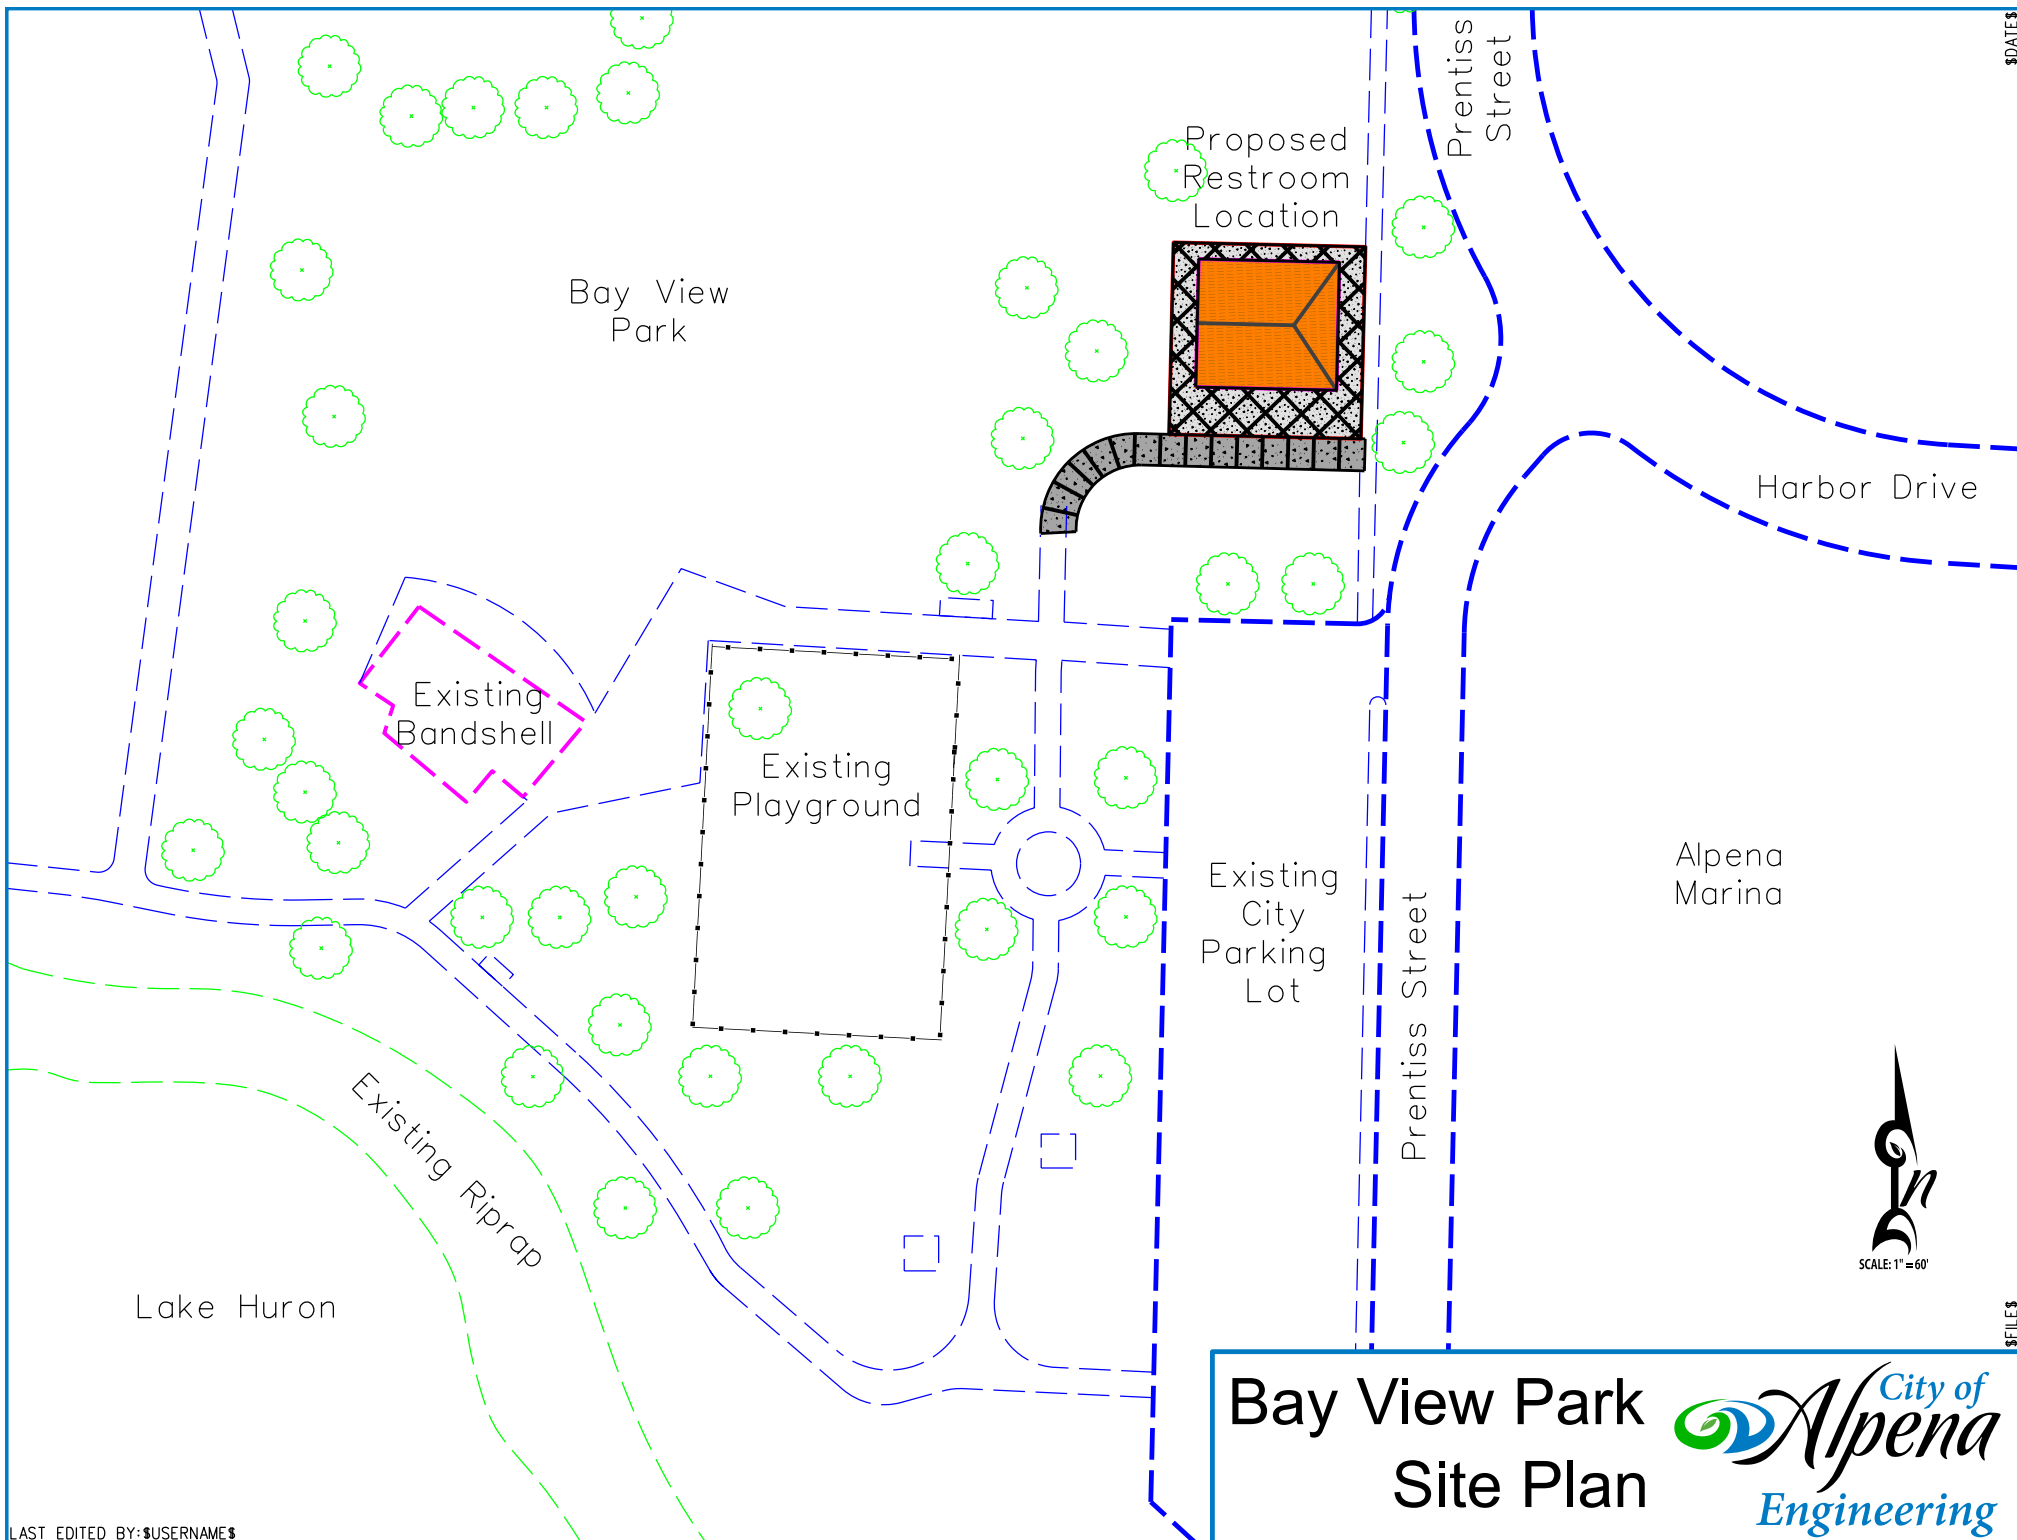 $DATE$
Prentiss
Street
Proposed
Restroom
Location
Bay View
Park
Harbor Drive
Existing
Bandshell
Existing
Playground
Existing
City
Parking
Lot
Prentiss Street
Alpena
Marina
Existing Riprap
Lake Huron
n
SCALE: 1" = 60'
$FILE$
Bay View Park
Site Plan
City of
Alpena
Engineering
LAST EDITED BY:$USERNAME$